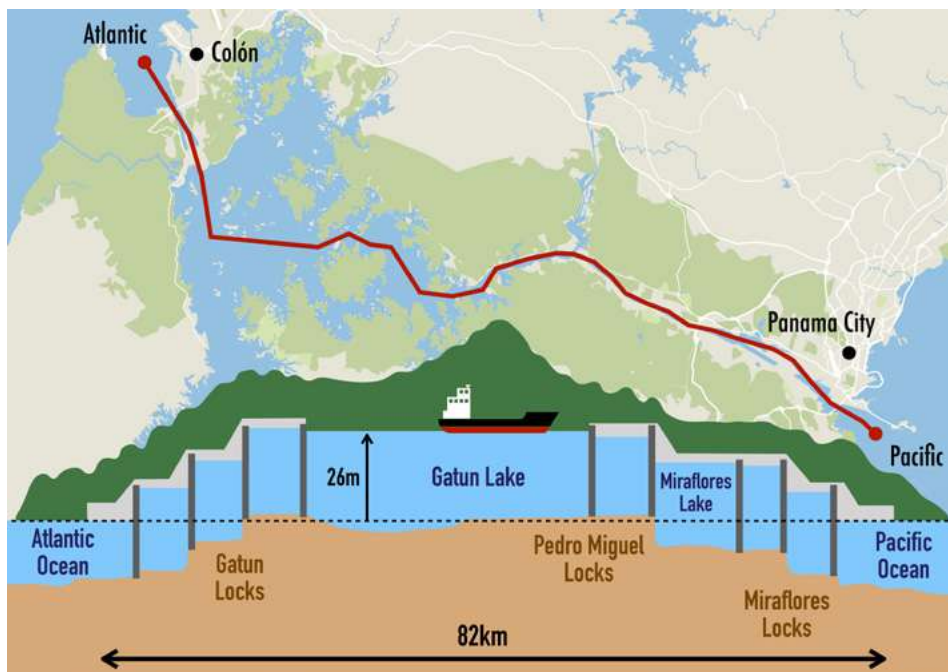 Atlantic
Colón
Panama City
Pacific
26m
Gatun Lake
Miraflores
Lake
Atlantic
Ocean
Gatun
Locks
Pedro Miguel
Locks
Miraflores
Locks
Pacific
Ocean
82km